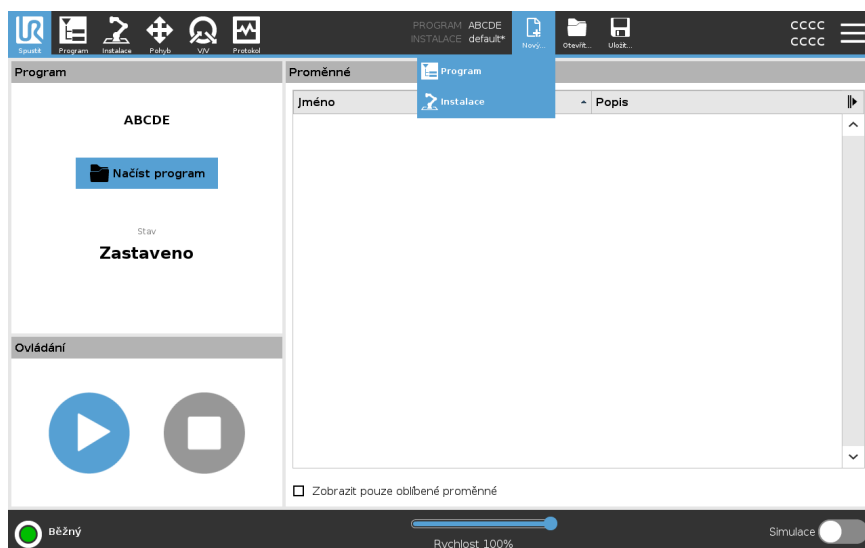 PROGRAM ABCDE
INSTALACE default*
CCCC
CCCC
Spustit Program Instalace Pohyb V/V Protokol Nový... Otevřít... Uložit...
Program
Instalace
Program
ABCDE
Načíst program
Stav
Zastaveno
Ovládání
Proměnné
Jméno Popis
Zobrazit pouze oblíbené proměnné
Běžný
Rychlost 100%
Simulace